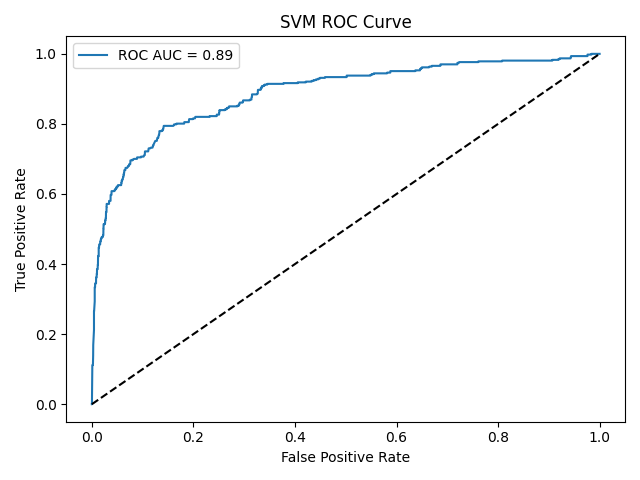 SVM ROC Curve
ROC AUC = 0.89
True Positive Rate
1.0
0.8
0.6
0.4
0.2
0.0
0.0 0.2 0.4 0.6 0.8 1.0
False Positive Rate